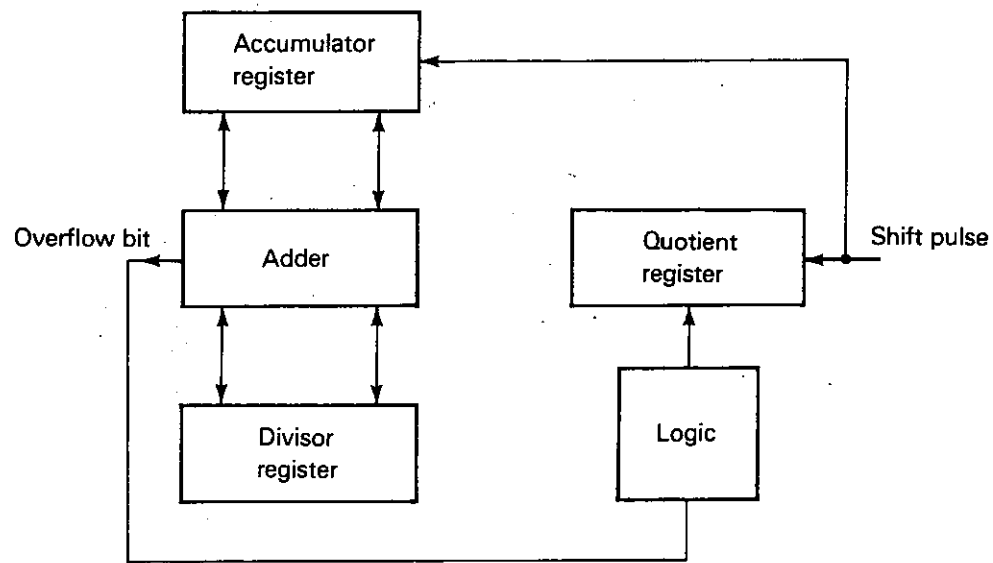 Accumulator
register
Overflow bit
Adder
Quotient
register
Shift pulse
Divisor
register
Logic